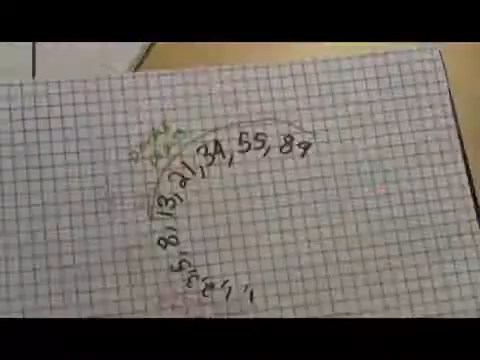 1, 1, 2, 3, 5, 8, 13, 21, 34, 55, 89